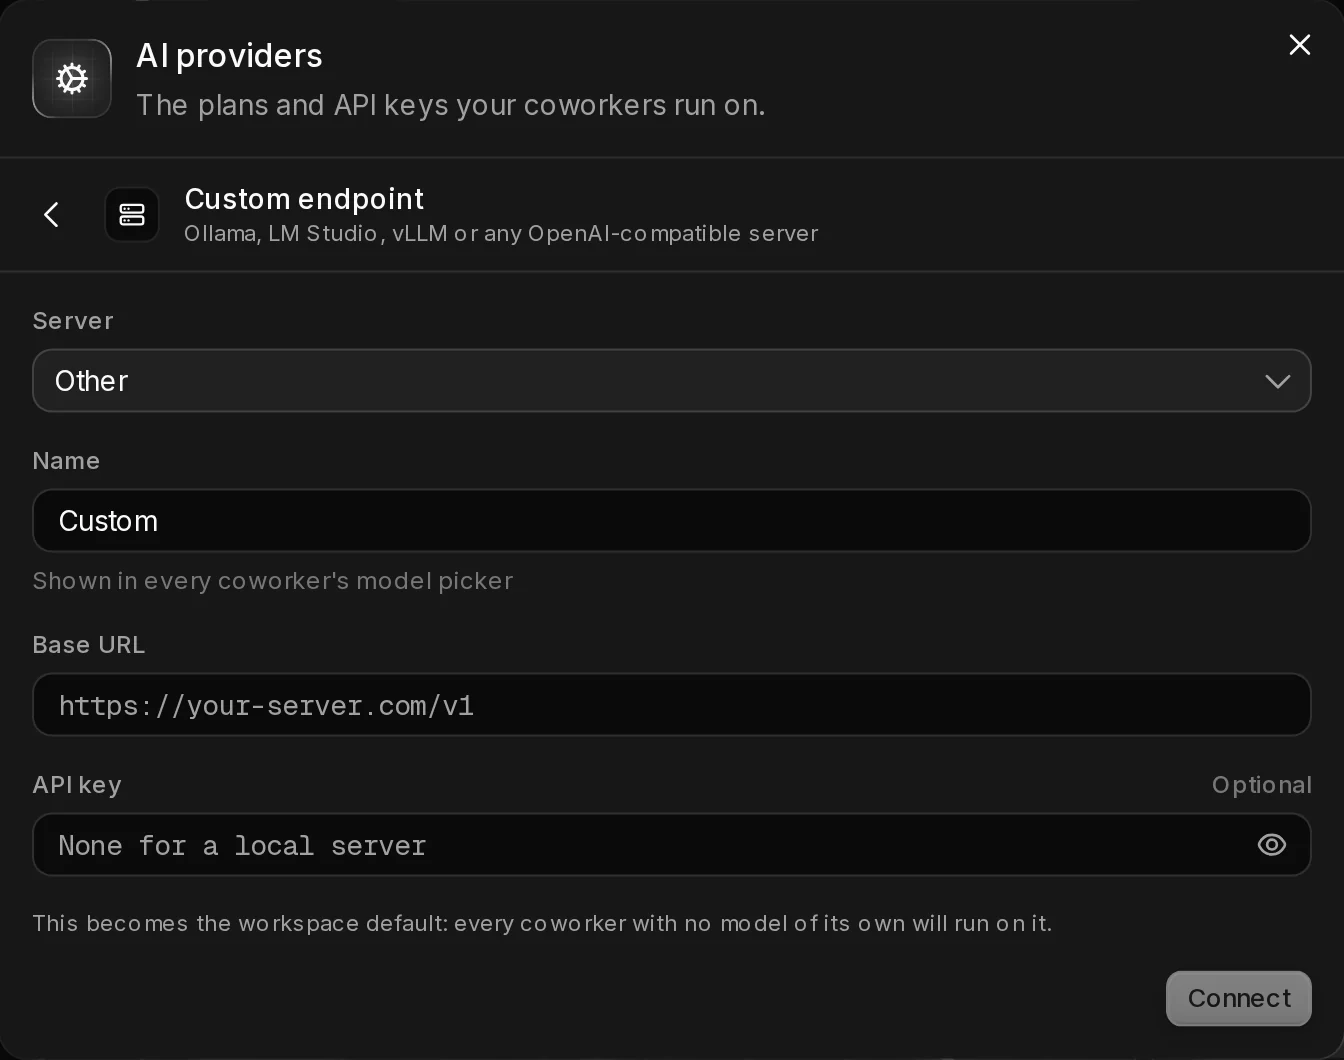 AI providers
The plans and API keys your coworkers run on.
Custom endpoint
Ollama, LM Studio, vLLM or any OpenAI-compatible server
Server
Other
Name
Custom
Shown in every coworker's model picker
Base URL
https://your-server.com/v1
API key
Optional
None for a local server
This becomes the workspace default: every coworker with no model of its own will run on it.
Connect